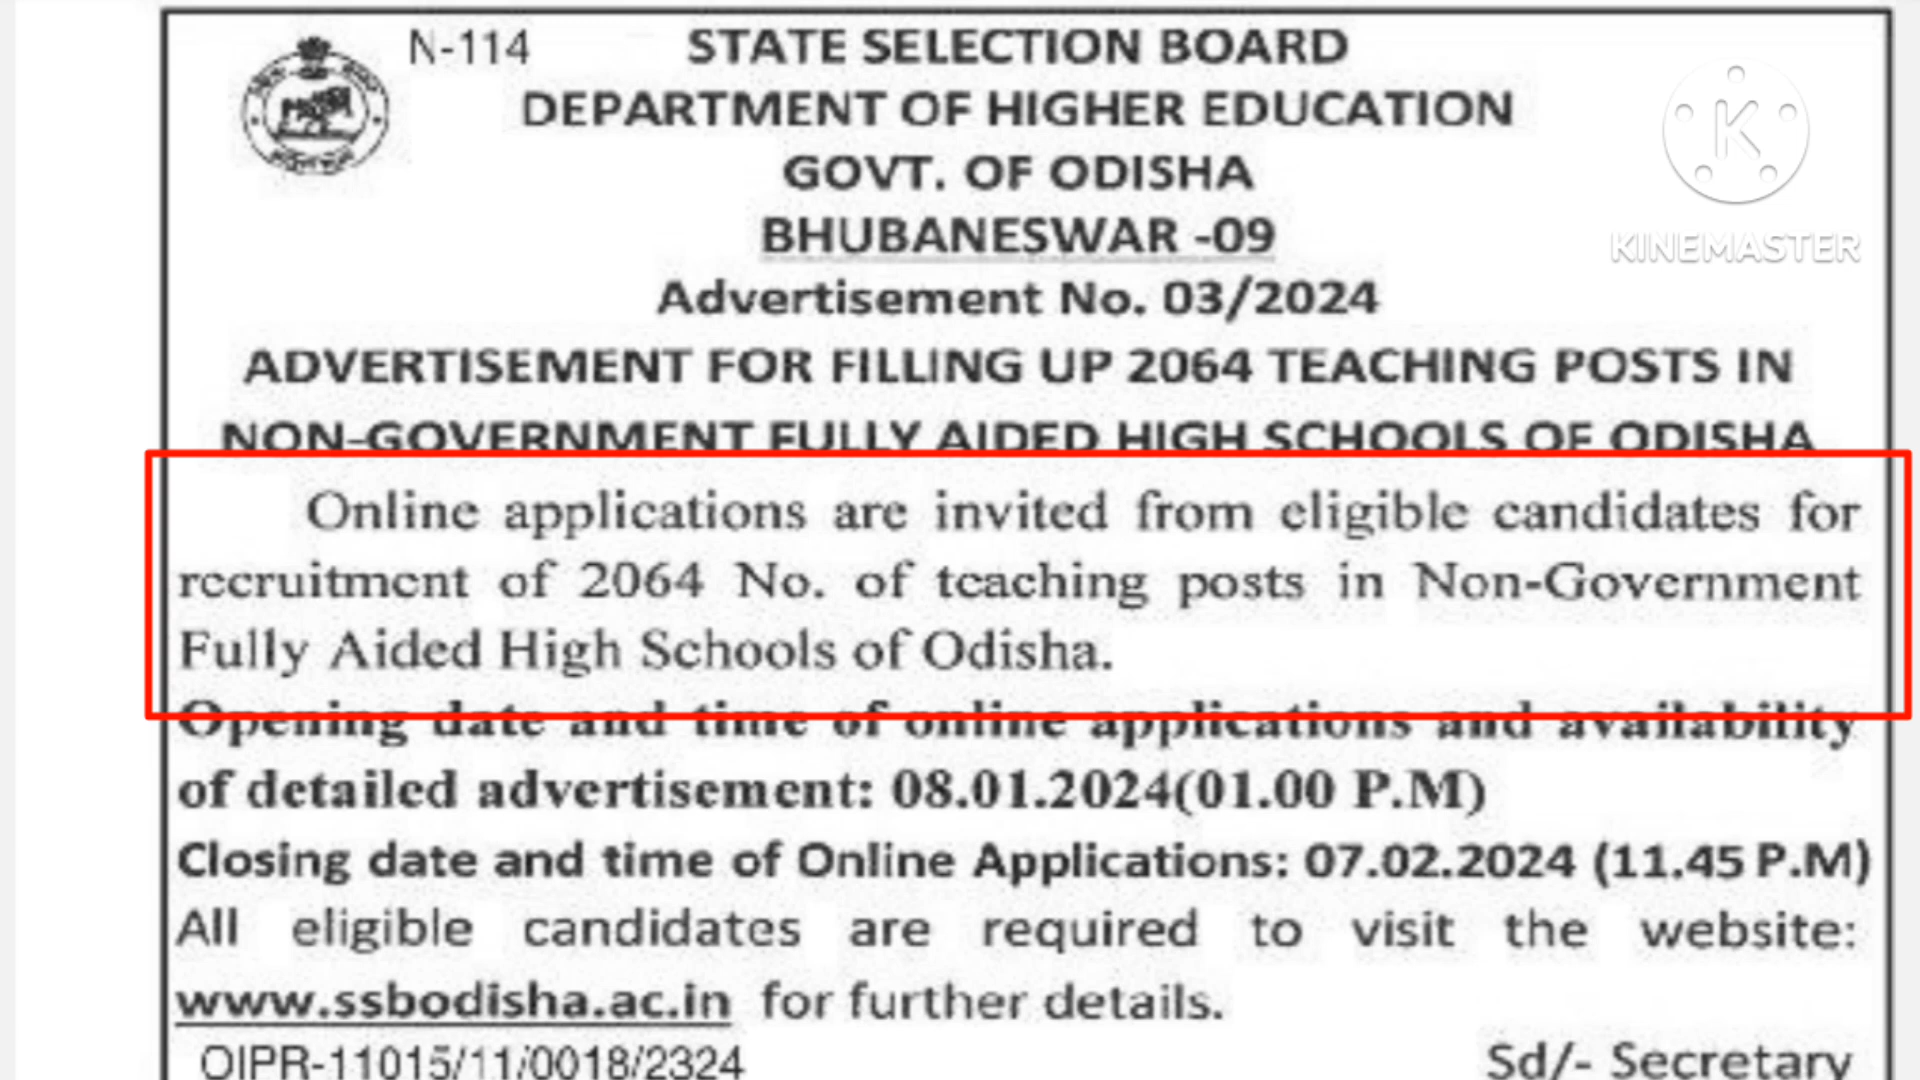 N-114
STATE SELECTION BOARD
DEPARTMENT OF HIGHER EDUCATION
GOVT. OF ODISHA
BHUBANESWAR -09
Advertisement No. 03/2024
ADVERTISEMENT FOR FILLING UP 2064 TEACHING POSTS IN
NON-GOVERNMENT FULLY AIDED HIGH SCHOOLS OF ODISHA
Online applications are invited from eligible candidates for
recruitment of 2064 No. of teaching posts in Non-Government
Fully Aided High Schools of Odisha.
Opening date and time of online applications and availability
of detailed advertisement: 08.01.2024(01.00 P.M)
Closing date and time of Online Applications: 07.02.2024 (11.45 P.M)
All eligible candidates are required to visit the website:
www.ssbodisha.ac.in for further details.
OIPR-11015/11/0018/2324
Sd/- Secretary
K
KINEMASTER